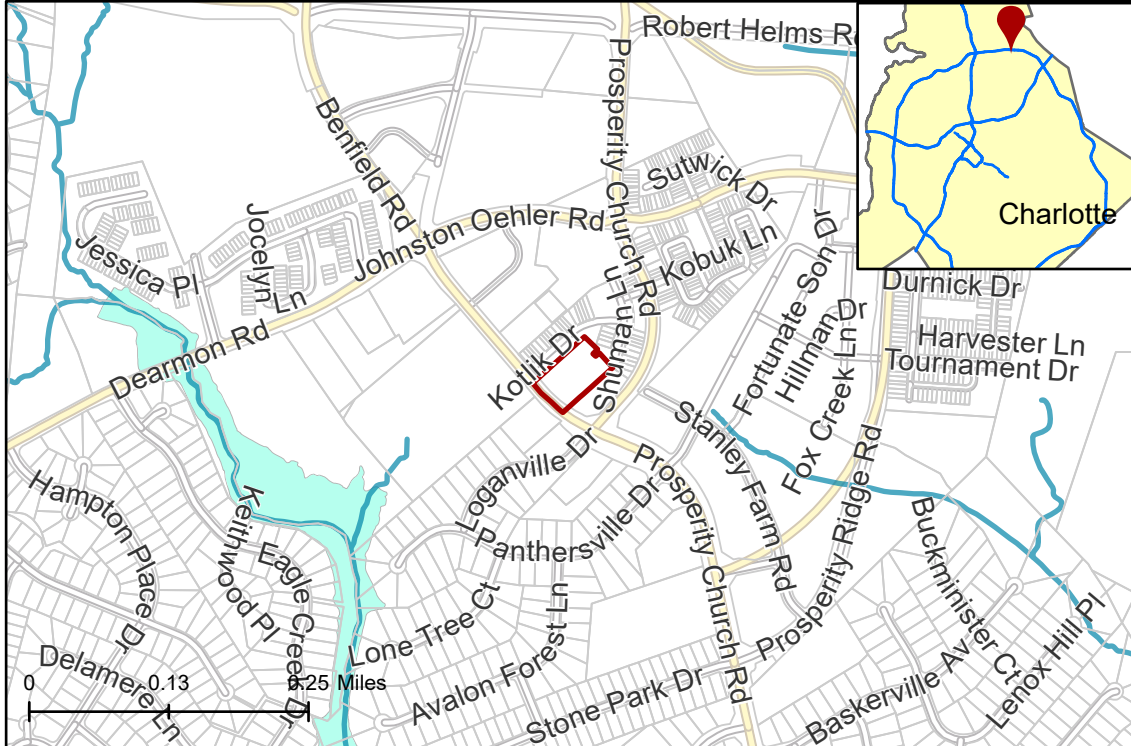 Robert Helms R
Prosperity Church Rd
Benfield Rd
Charlotte
Sutwick Dr
Johnston Oehler Rd
Jocelyn Ln
Jessica Pl
Kobuk Ln
Fortunate Son Dr
Hillman Dr
Durnick Dr
Harvester Ln
Tournament Dr
Dearmon Rd
Kotlik Dr
Shuman Ln
Fox Creek Ln
Stanley Farm Rd
Loganville Dr
Prosperity Church Rd
Prosperity Ridge Rd
Panthersville Dr
Hampton Place Dr
Keithwood Pl
Eagle Creek Dr
Buckminister Ct
Lenox Hill Pl
Lone Tree Ct
Avalon Forest Ln
Stone Park Dr
Baskerville Av
Delamere Ln
0 0.13 0.25 Miles